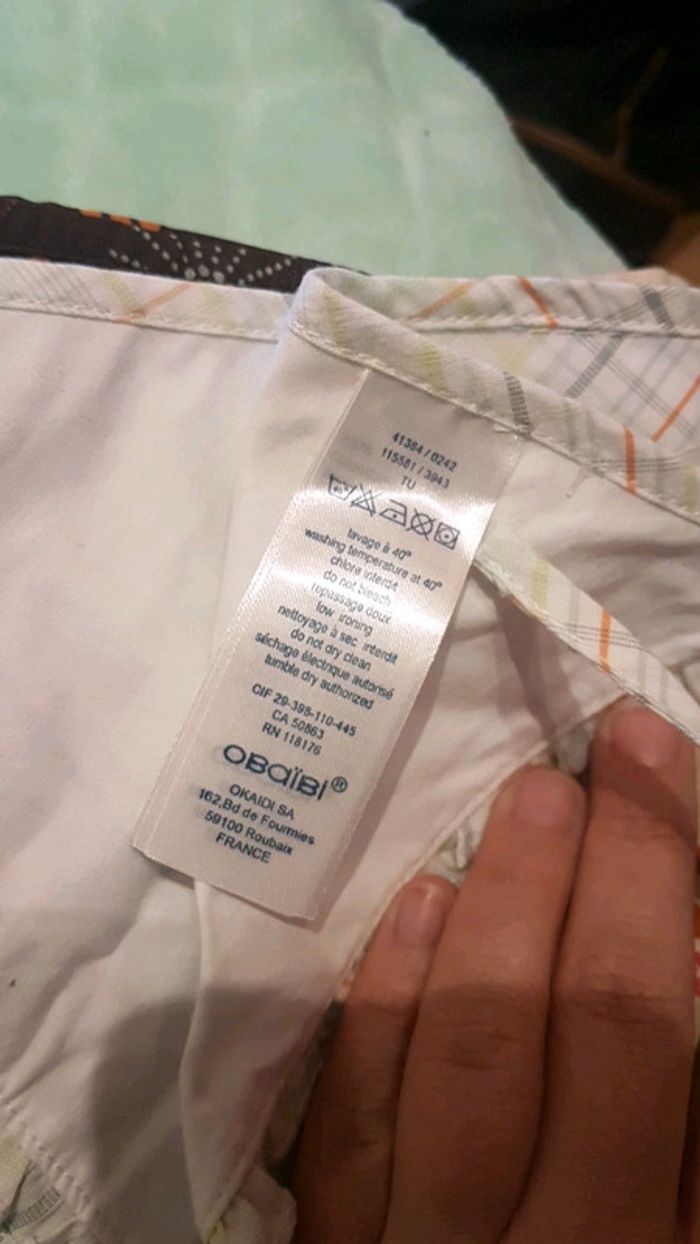 41384 / 0242
115581 / 3943
TU
40°
lavage à 40°
washing temperature at 40°
chlore interdit
do not bleach
repassage doux
low ironing
nettoyage à sec interdit
do not dry clean
séchage électrique autorisé
tumble dry authorized
CIF 29-398-110-445
CA 50863
RN 118176
OBaïBi®
OKAIDI SA
162,Bd de Fourmies
59100 Roubaix
FRANCE